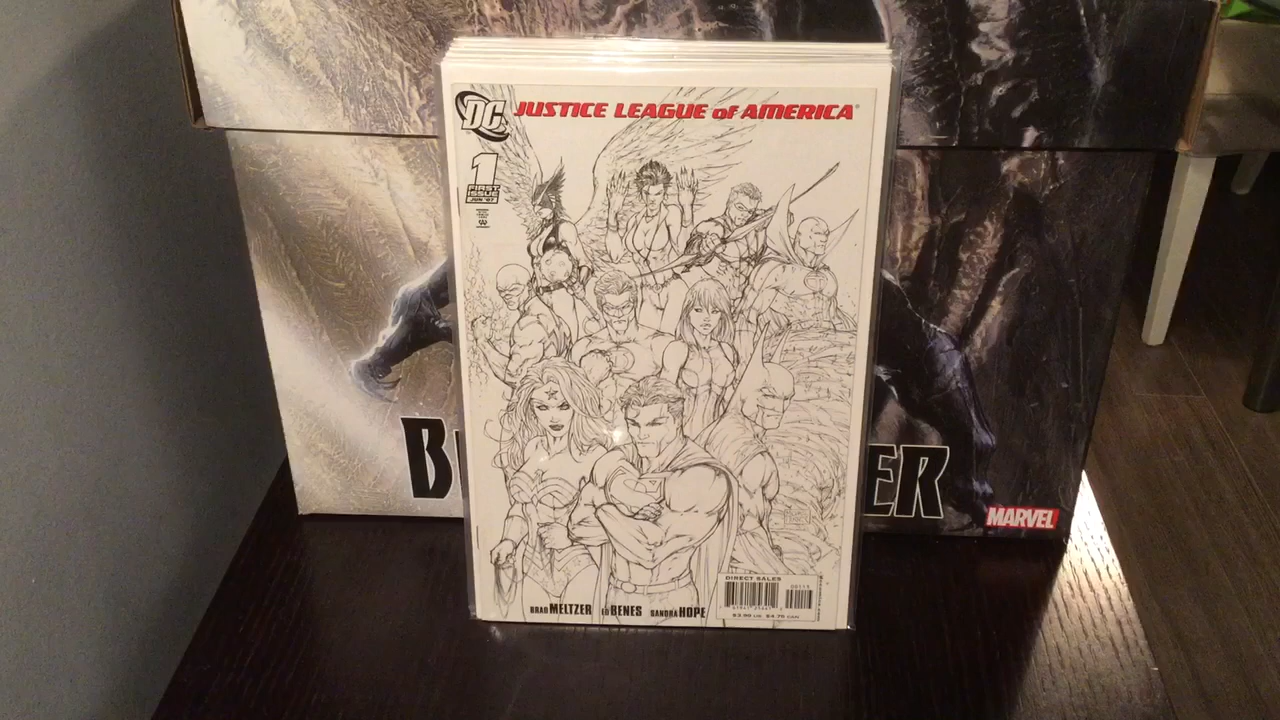 DC
JUSTICE LEAGUE of AMERICA
1
FIRST
ISSUE
JUN '07
B
ER
MARVEL
BRAD MELTZER ED BENES SANDRA HOPE
DIRECT SALES
$3.99 US $4.75 CAN